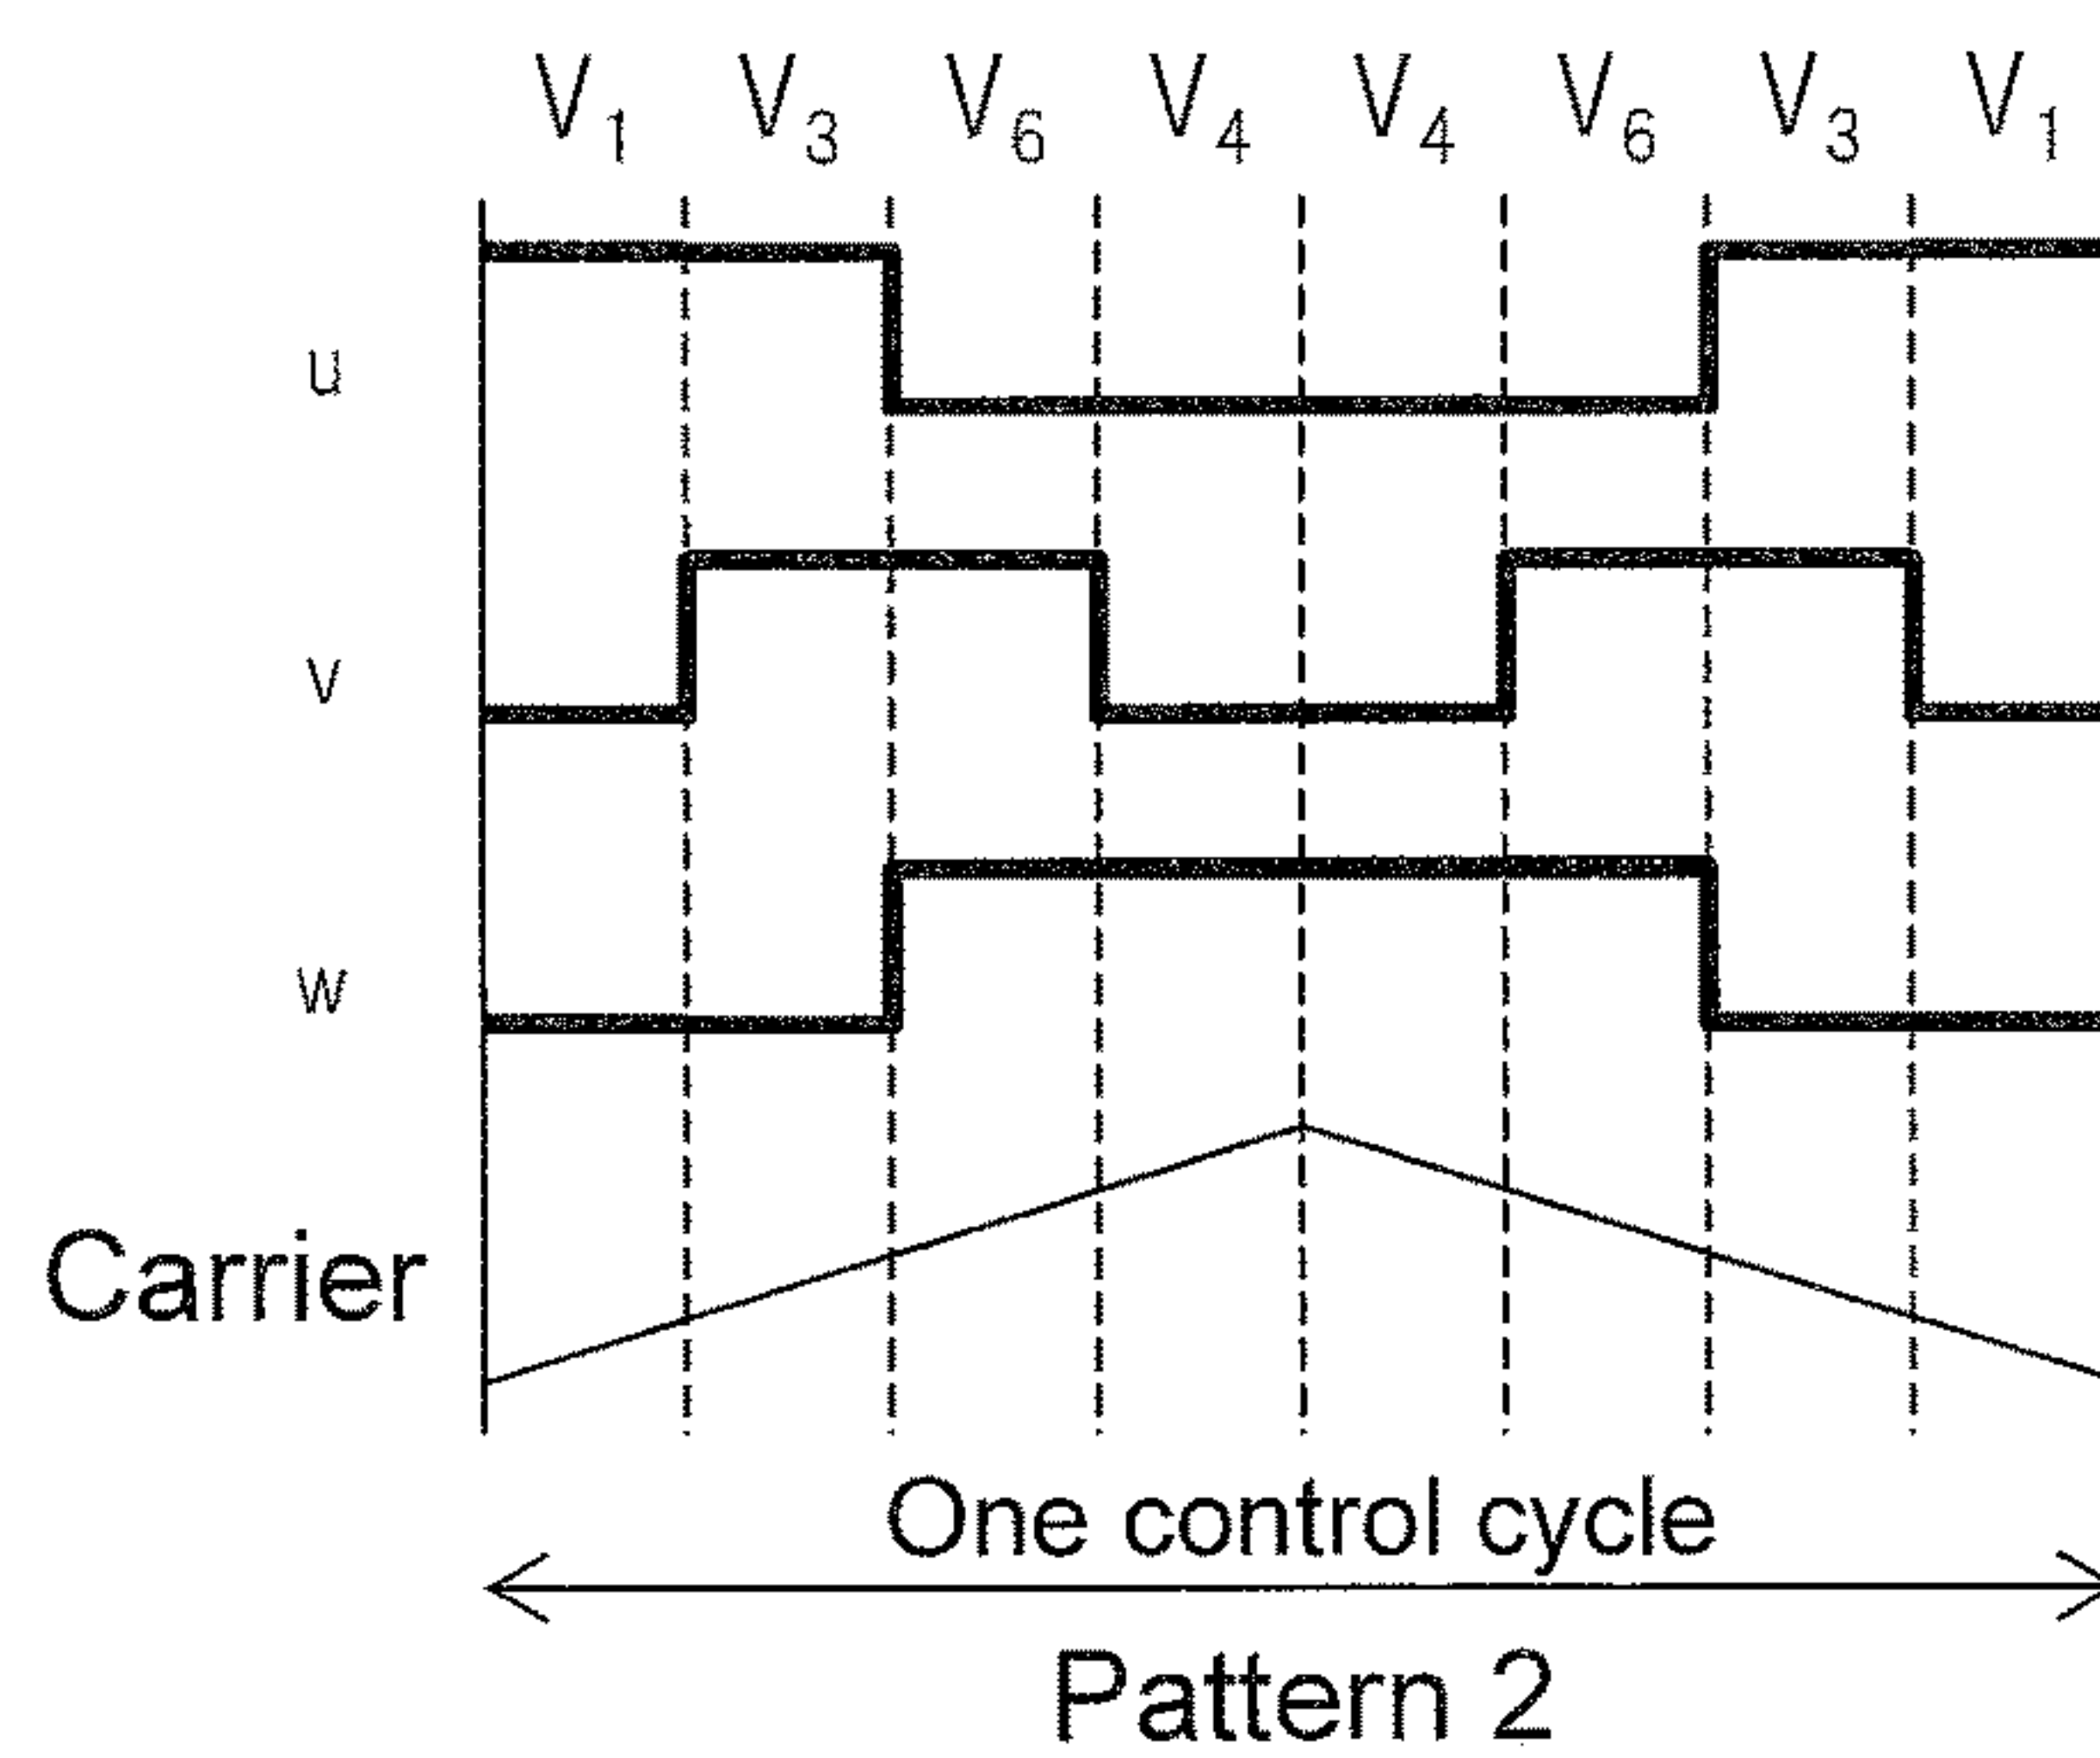 V1 V3 V6 V4 V4 V6 V3 V1
u
v
w
Carrier
One control cycle
Pattern 2